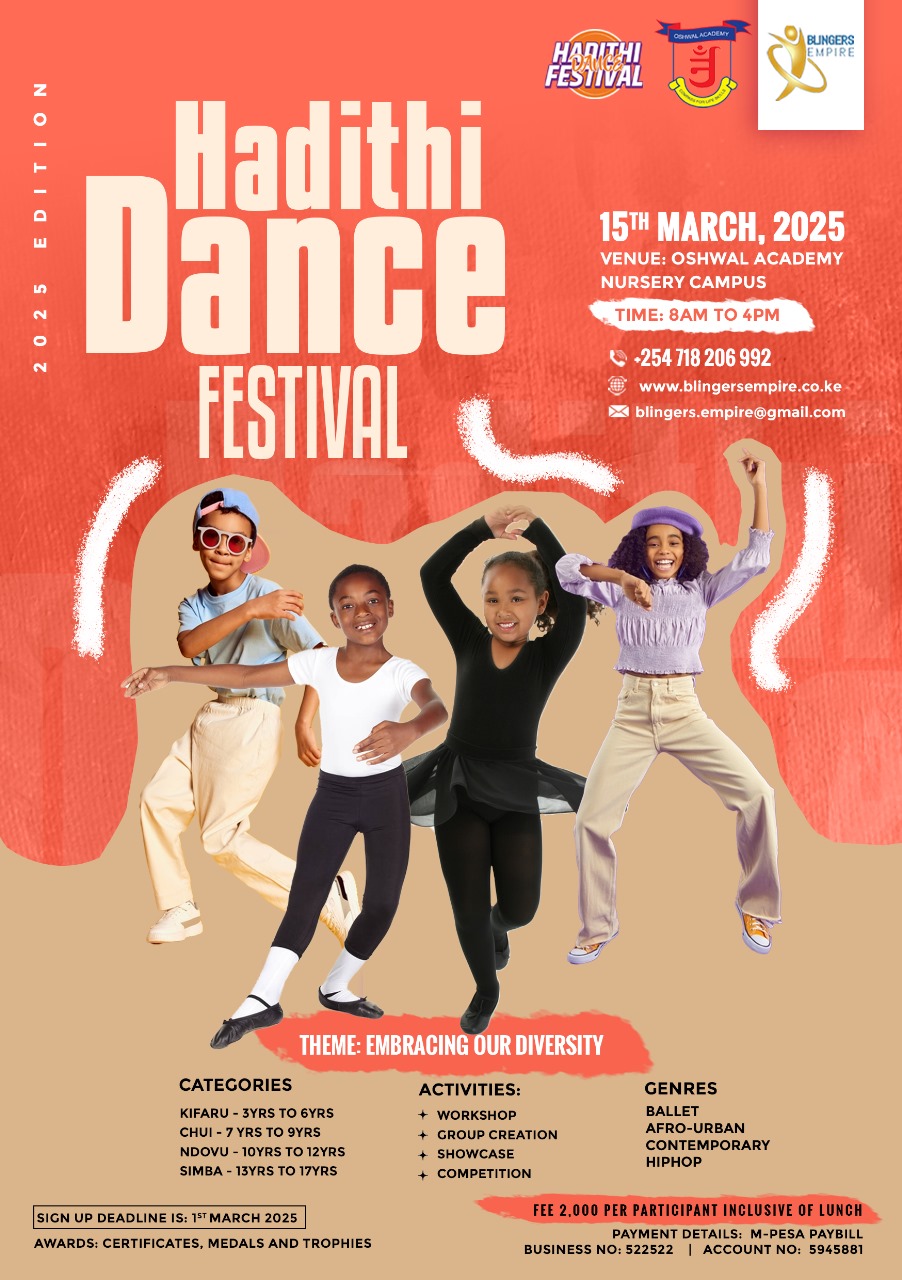 HADITHI
DANCE
FESTIVAL
OSHWAL ACADEMY
BLINGERS
EMPIRE
2025 EDITION
Hadithi
Dance
FESTIVAL
15TH MARCH, 2025
VENUE: OSHWAL ACADEMY
NURSERY CAMPUS
TIME: 8AM TO 4PM
+254 718 206 992
www.blingersempire.co.ke
blingers.empire@gmail.com
THEME: EMBRACING OUR DIVERSITY
CATEGORIES
KIFARU - 3YRS TO 6YRS
CHUI - 7 YRS TO 9YRS
NDOVU - 10YRS TO 12YRS
SIMBA - 13YRS TO 17YRS
ACTIVITIES:
WORKSHOP
GROUP CREATION
SHOWCASE
COMPETITION
GENRES
BALLET
AFRO-URBAN
CONTEMPORARY
HIPHOP
SIGN UP DEADLINE IS: 1ST MARCH 2025
AWARDS: CERTIFICATES, MEDALS AND TROPHIES
FEE 2,000 PER PARTICIPANT INCLUSIVE OF LUNCH
PAYMENT DETAILS: M-PESA PAYBILL
BUSINESS NO: 522522 | ACCOUNT NO: 5945881